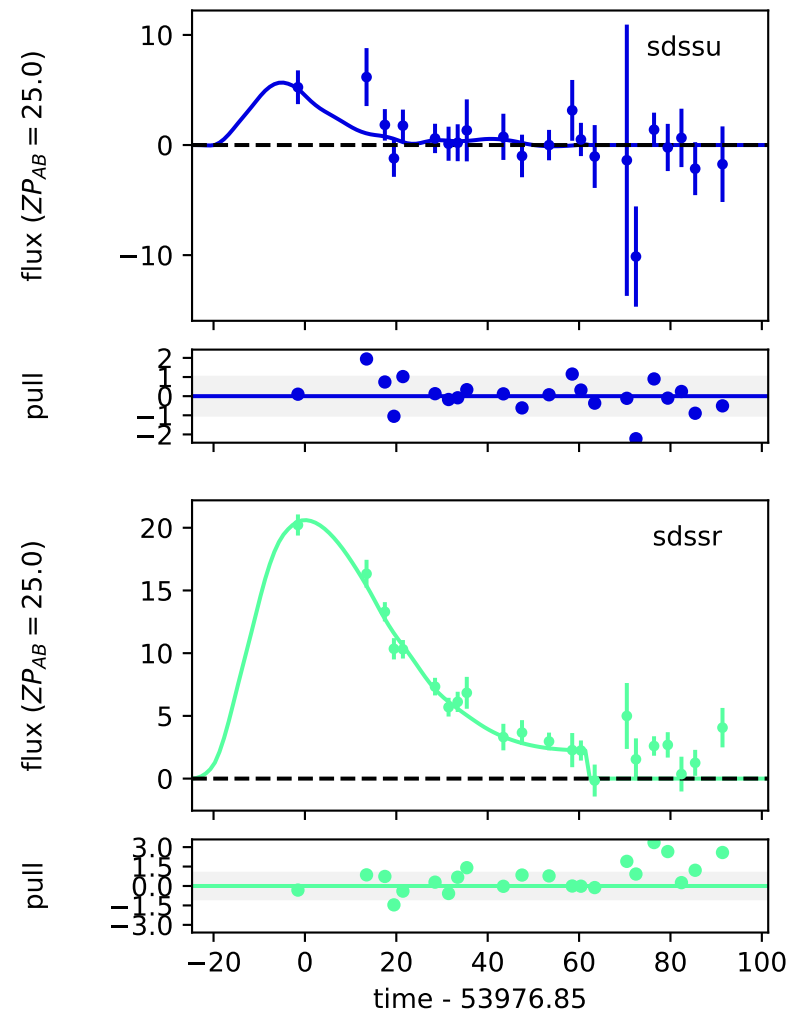 10
0
−10
flux (ZP_AB = 25.0)
sdssu
2
1
0
−1
−2
pull
20
15
10
5
0
flux (ZP_AB = 25.0)
sdssr
3.0
1.5
0.0
−1.5
−3.0
pull
−20 0 20 40 60 80 100
time - 53976.85